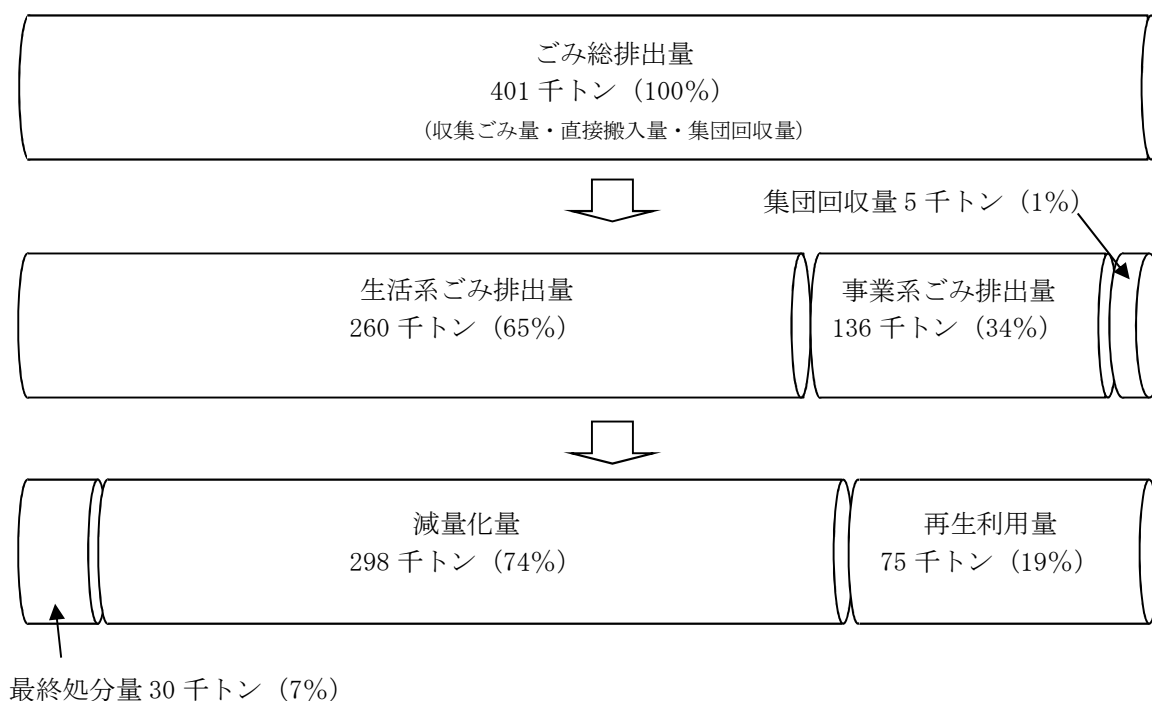 ごみ総排出量
401 千トン（100%）
（収集ごみ量・直接搬入量・集団回収量）
集団回収量 5 千トン（1%）
生活系ごみ排出量
260 千トン（65%）
事業系ごみ排出量
136 千トン（34%）
減量化量
298 千トン（74%）
再生利用量
75 千トン（19%）
最終処分量 30 千トン（7%）